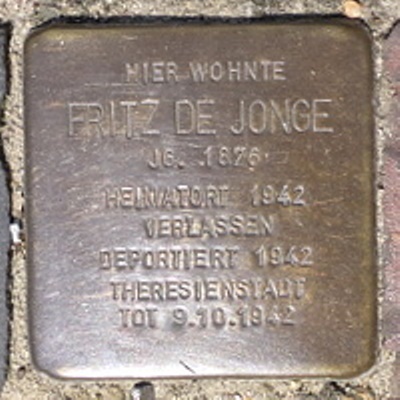 HIER WOHNTE
FRITZ DE JONGE
JG. 1876
HEIMATORT 1942
VERLASSEN
DEPORTIERT 1942
THERESIENSTADT
TOT 9.10.1942